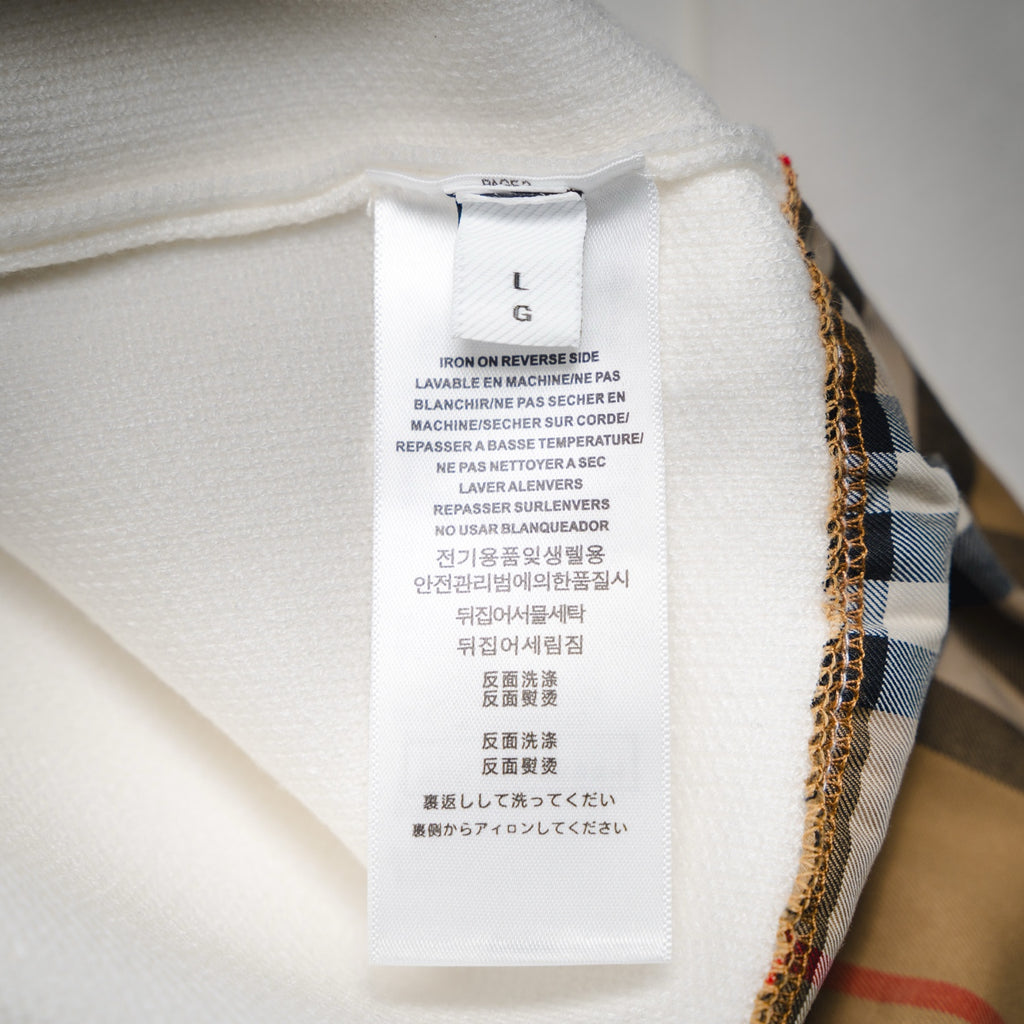 PAGE2
L
G
IRON ON REVERSE SIDE
LAVABLE EN MACHINE/NE PAS
BLANCHIR/NE PAS SECHER EN
MACHINE/SECHER SUR CORDE/
REPASSER A BASSE TEMPERATURE/
NE PAS NETTOYER A SEC
LAVER ALENVERS
REPASSER SURLENVERS
NO USAR BLANQUEADOR
전기용품잋생렐용
안전관리범에의한품질시
뒤집어서물세탁
뒤집어세림짐
反面洗涤
反面熨烫
反面洗涤
反面熨烫
裏返しして洗ってくだい
裏側からアィロンしてください